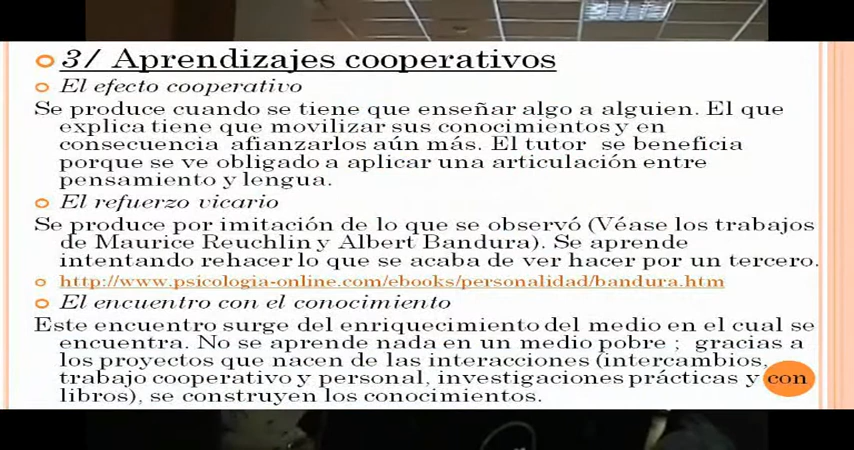 3/ Aprendizajes cooperativos
El efecto cooperativo
Se produce cuando se tiene que enseñar algo a alguien. El que
explica tiene que movilizar sus conocimientos y en
consecuencia afianzarlos aún más. El tutor se beneficia
porque se ve obligado a aplicar una articulación entre
pensamiento y lengua.
El refuerzo vicario
Se produce por imitación de lo que se observó (Véase los trabajos
de Maurice Reuchlin y Albert Bandura). Se aprende
intentando rehacer lo que se acaba de ver hacer por un tercero.
http://www.psicologia-online.com/ebooks/personalidad/bandura.htm
El encuentro con el conocimiento
Este encuentro surge del enriquecimiento del medio en el cual se
encuentra. No se aprende nada en un medio pobre ; gracias a
los proyectos que nacen de las interacciones (intercambios,
trabajo cooperativo y personal, investigaciones prácticas y con
libros), se construyen los conocimientos.